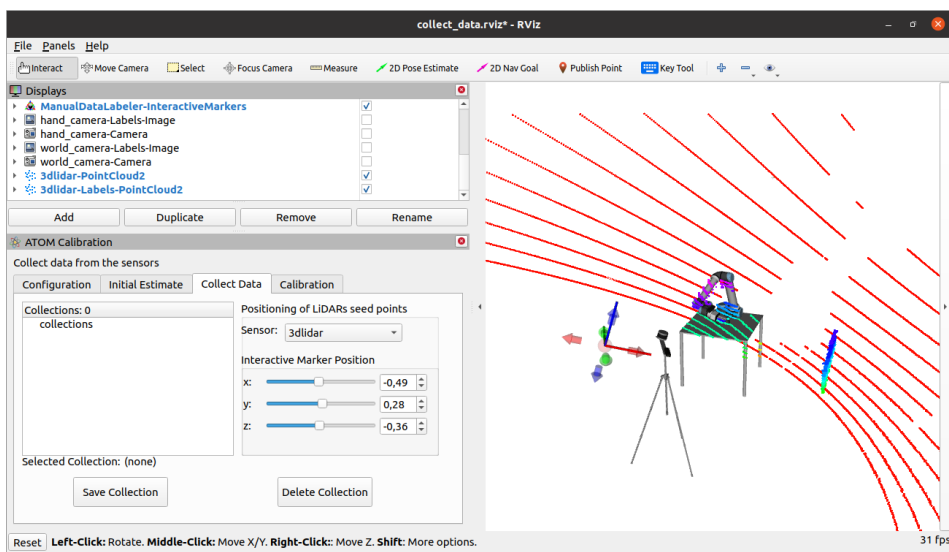 collect_data.rviz* - RViz
File Panels Help
Interact Move Camera Select Focus Camera Measure 2D Pose Estimate 2D Nav Goal Publish Point Key Tool
Displays
ManualDataLabeler-InteractiveMarkers
hand_camera-Labels-Image
hand_camera-Camera
world_camera-Labels-Image
world_camera-Camera
3dlidar-PointCloud2
3dlidar-Labels-PointCloud2
Add Duplicate Remove Rename
ATOM Calibration
Collect data from the sensors
Configuration Initial Estimate Collect Data Calibration
Collections: 0
collections
Positioning of LiDARs seed points
Sensor: 3dlidar
Interactive Marker Position
x: -0,49
y: 0,28
z: -0,36
Selected Collection: (none)
Save Collection Delete Collection
Reset Left-Click: Rotate. Middle-Click: Move X/Y. Right-Click:: Move Z. Shift: More options. 31 fps